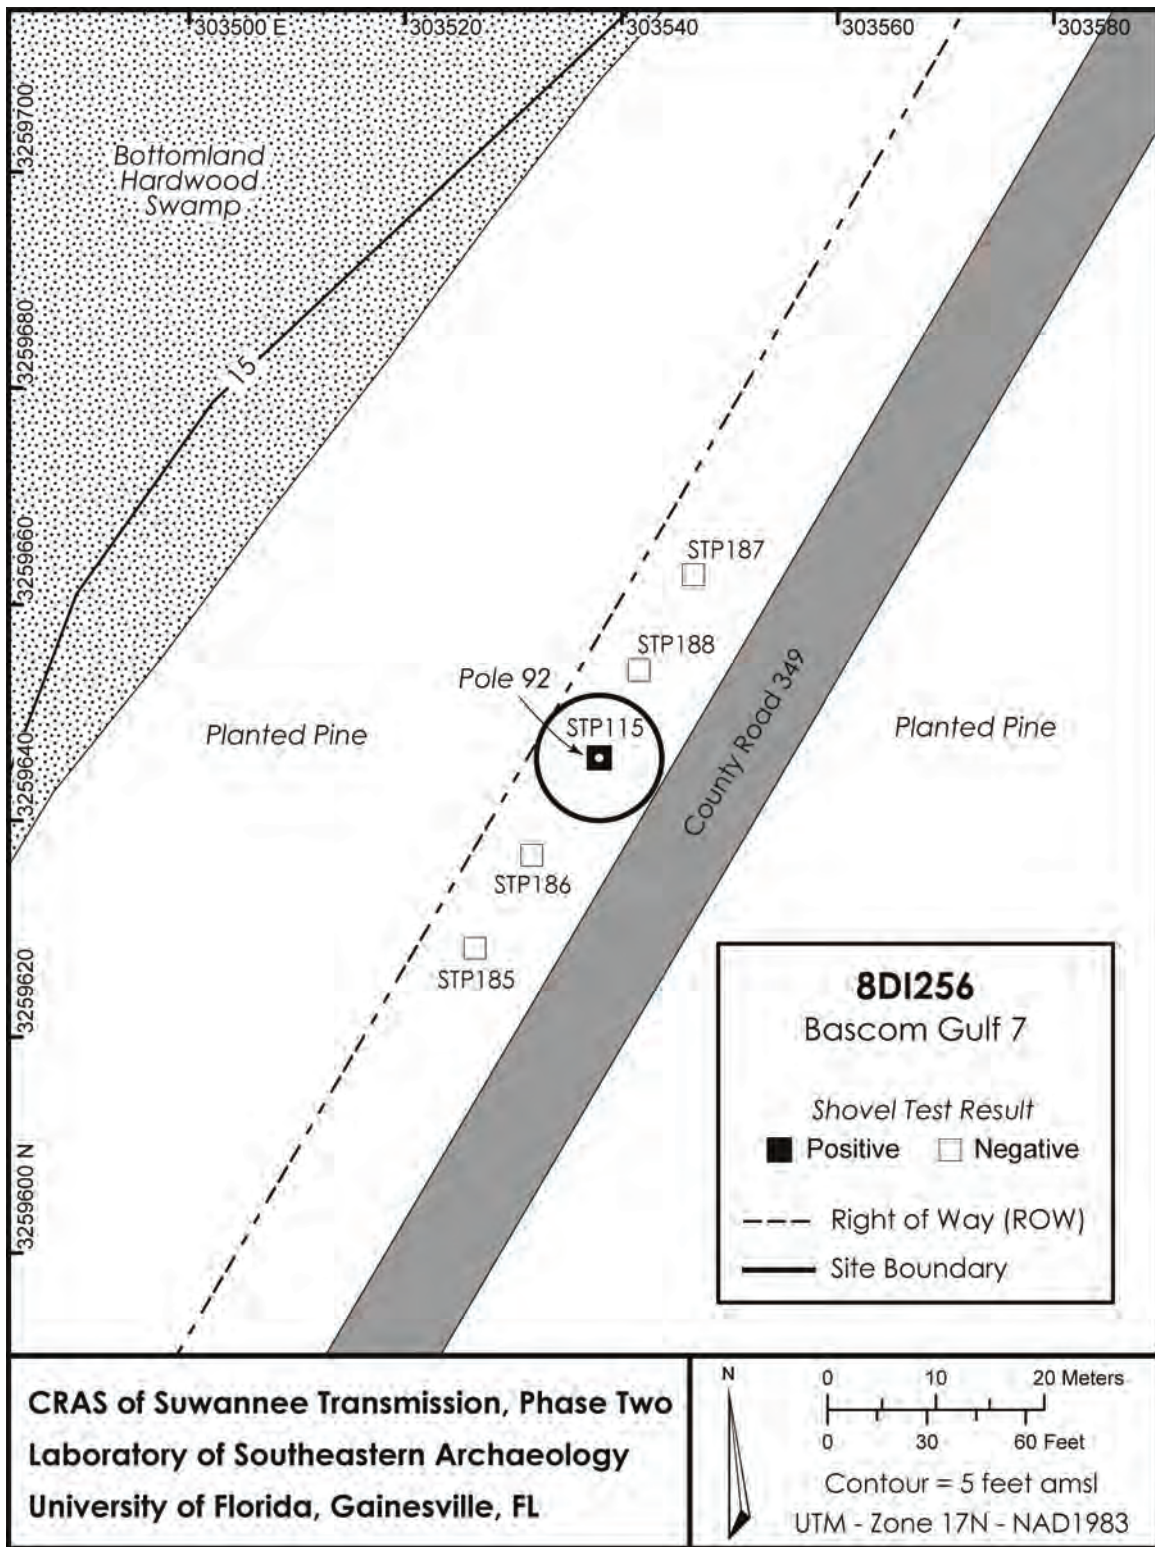 303500 E
303520
303540
303560
303580
3259700
3259680
3259660
3259640
3259620
3259600 N
Bottomland
Hardwood
Swamp
15
STP187
STP188
Pole 92
STP115
Planted Pine
County Road 349
Planted Pine
STP186
STP185
8DI256
Bascom Gulf 7
Shovel Test Result
Positive Negative
Right of Way (ROW)
Site Boundary
CRAS of Suwannee Transmission, Phase Two
Laboratory of Southeastern Archaeology
University of Florida, Gainesville, FL
N
0 10 20 Meters
0 30 60 Feet
Contour = 5 feet amsl
UTM - Zone 17N - NAD1983